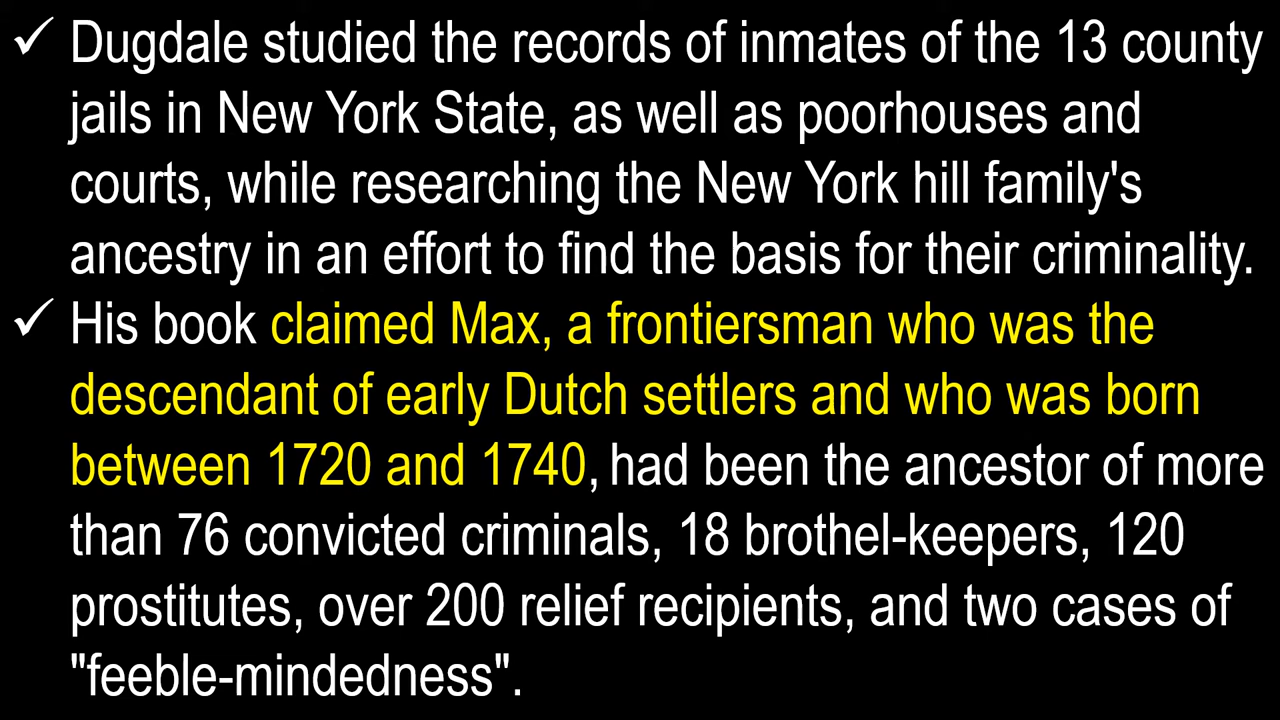 ✓ Dugdale studied the records of inmates of the 13 county
jails in New York State, as well as poorhouses and
courts, while researching the New York hill family's
ancestry in an effort to find the basis for their criminality.
✓ His book claimed Max, a frontiersman who was the
descendant of early Dutch settlers and who was born
between 1720 and 1740, had been the ancestor of more
than 76 convicted criminals, 18 brothel-keepers, 120
prostitutes, over 200 relief recipients, and two cases of
"feeble-mindedness".